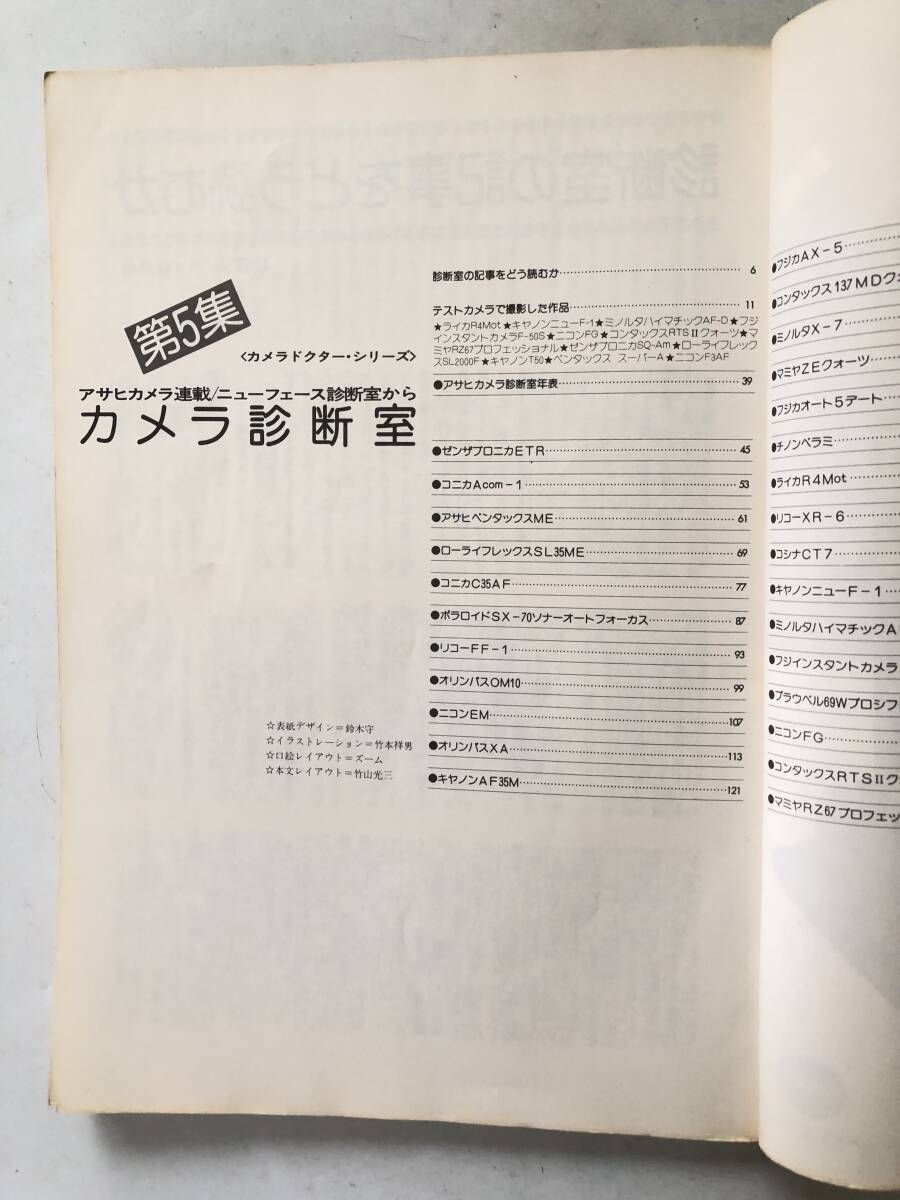 第5集
〈カメラドクター・シリーズ〉
アサヒカメラ連載/ニューフェース診断室から
カメラ診断室
☆表紙デザイン＝鈴木守
☆イラストレーション＝竹本祥男
☆口絵レイアウト＝ズーム
☆本文レイアウト＝竹山光三
診断室の記事をどう読むか…………6
テストカメラで撮影した作品…………11
★ライカR4Mot★キヤノンニューF-1★ミノルタハイマチックAF-D★フジ
インスタントカメラF-50S★ニコンFG★コンタックスRTSⅡクォーツ★マ
ミヤRZ67プロフェッショナル★ゼンザブロニカSQ-Am★ローライフレック
スSL2000F★キヤノンT50★ペンタックス スーパーA★ニコンF3AF
●アサヒカメラ診断室年表…………39
●ゼンザブロニカETR…………45
●コニカAcom-1…………53
●アサヒペンタックスME…………61
●ローライフレックスSL35ME…………69
●コニカC35AF…………77
●ポラロイドSX-70ソナーオートフォーカス…………87
●リコーFF-1…………93
●オリンパスOM10…………99
●ニコンEM…………107
●オリンパスXA…………113
●キヤノンAF35M…………121
●フジカAX-5…………
●コンタックス137MDクォ
●ミノルタX-7…………
●マミヤZEクォーツ…………
●フジカオート5デート…………
●チノンベラミ…………
●ライカR4Mot…………
●リコーXR-6…………
●コシナCT7…………
●キヤノンニューF-1…………
●ミノルタハイマチックA
●フジインスタントカメラ
●プラウベル69Wプロシフ
●ニコンFG…………
●コンタックスRTSⅡク
●マミヤRZ67プロフェッ